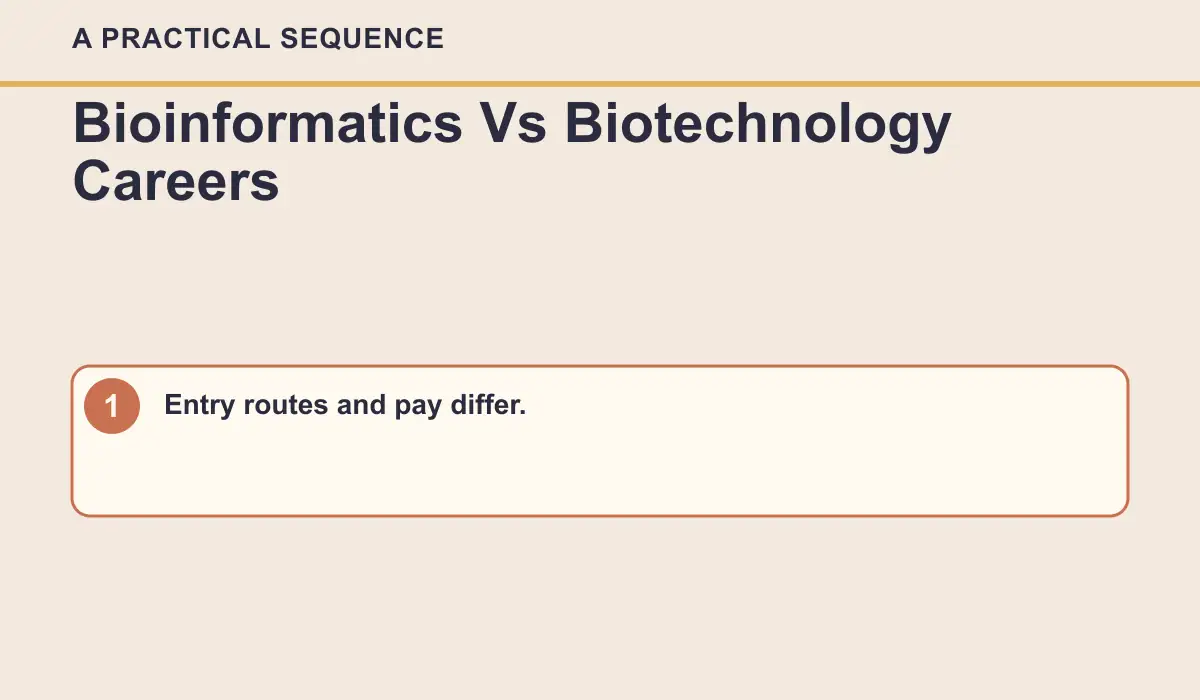 A PRACTICAL SEQUENCE
Bioinformatics Vs Biotechnology
Careers
1
Entry routes and pay differ.